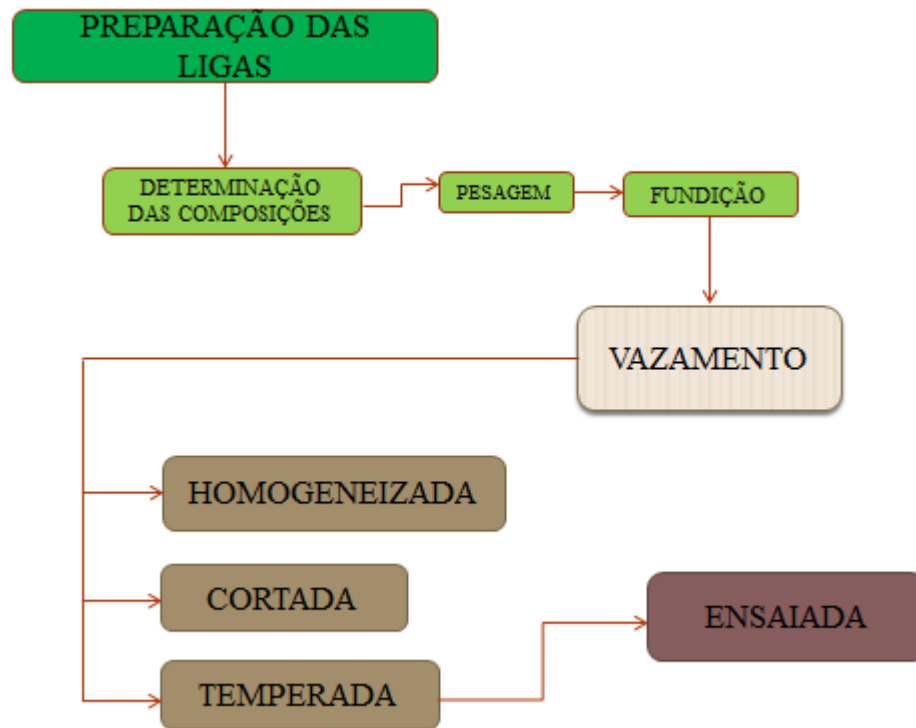 PREPARAÇÃO DAS
LIGAS
DETERMINAÇÃO
DAS COMPOSIÇÕES
PESAGEM
FUNDIÇÃO
VAZAMENTO
HOMOGENEIZADA
CORTADA
ENSAIADA
TEMPERADA